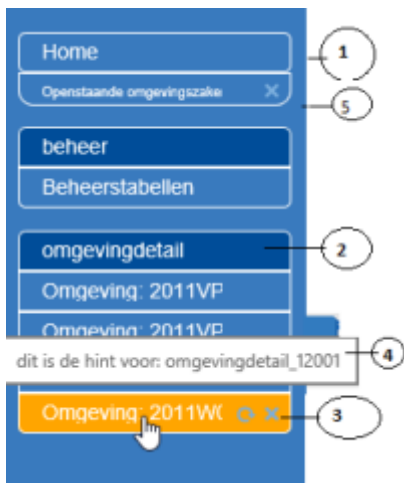 Home
1
Openstaande omgevingszake
5
beheer
Beheerstabellen
omgevingdetail
2
Omgeving: 2011VP
Omgeving: 2011VP
dit is de hint voor: omgevingdetail_12001
4
Omgeving: 2011W
3